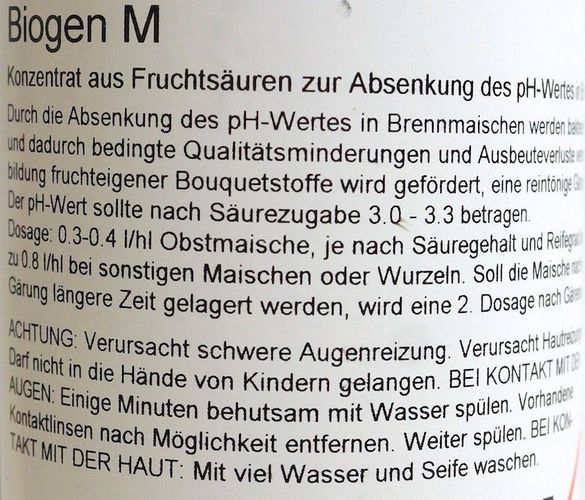 Biogen M
Konzentrat aus Fruchtsäuren zur Absenkung des pH-Wertes in
Durch die Absenkung des pH-Wertes in Brennmaischen werden
und dadurch bedingte Qualitätsminderungen und Ausbeuteverluste
bildung fruchteigener Bouquetstoffe wird gefördert, eine reintönige
Der pH-Wert sollte nach Säurezugabe 3.0 - 3.3 betragen.
Dosage: 0.3-0.4 l/hl Obstmaische, je nach Säuregehalt und Reifegrad
zu 0.8 l/hl bei sonstigen Maischen oder Wurzeln. Soll die Maische nach
Gärung längere Zeit gelagert werden, wird eine 2. Dosage nach
ACHTUNG: Verursacht schwere Augenreizung. Verursacht Hautreizung
Darf nicht in die Hände von Kindern gelangen. BEI KONTAKT MIT DEN
AUGEN: Einige Minuten behutsam mit Wasser spülen. Vorhandene
Kontaktlinsen nach Möglichkeit entfernen. Weiter spülen. BEI KON-
TAKT MIT DER HAUT: Mit viel Wasser und Seife waschen.